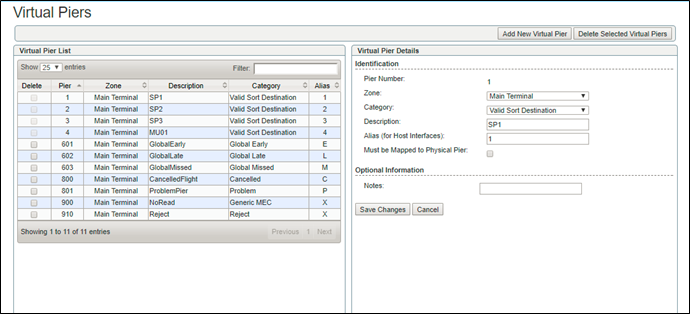 Virtual Piers
Add New Virtual Pier Delete Selected Virtual Piers
Virtual Pier List
Show 25 entries Filter:
Delete Pier Zone Description Category Alias
1 Main Terminal SP1 Valid Sort Destination 1
2 Main Terminal SP2 Valid Sort Destination 2
3 Main Terminal SP3 Valid Sort Destination 3
4 Main Terminal MU01 Valid Sort Destination 4
601 Main Terminal GlobalEarly Global Early E
602 Main Terminal GlobalLate Global Late L
603 Main Terminal GlobalMissed Global Missed M
800 Main Terminal CancelledFlight Cancelled C
801 Main Terminal ProblemPier Problem P
900 Main Terminal NoRead Generic MEC X
910 Main Terminal Reject Reject X
Showing 1 to 11 of 11 entries Previous 1 Next
Virtual Pier Details
Identification
Pier Number: 1
Zone: Main Terminal
Category: Valid Sort Destination
Description: SP1
Alias (for Host Interfaces): 1
Must be Mapped to Physical Pier:
Optional Information
Notes:
Save Changes Cancel